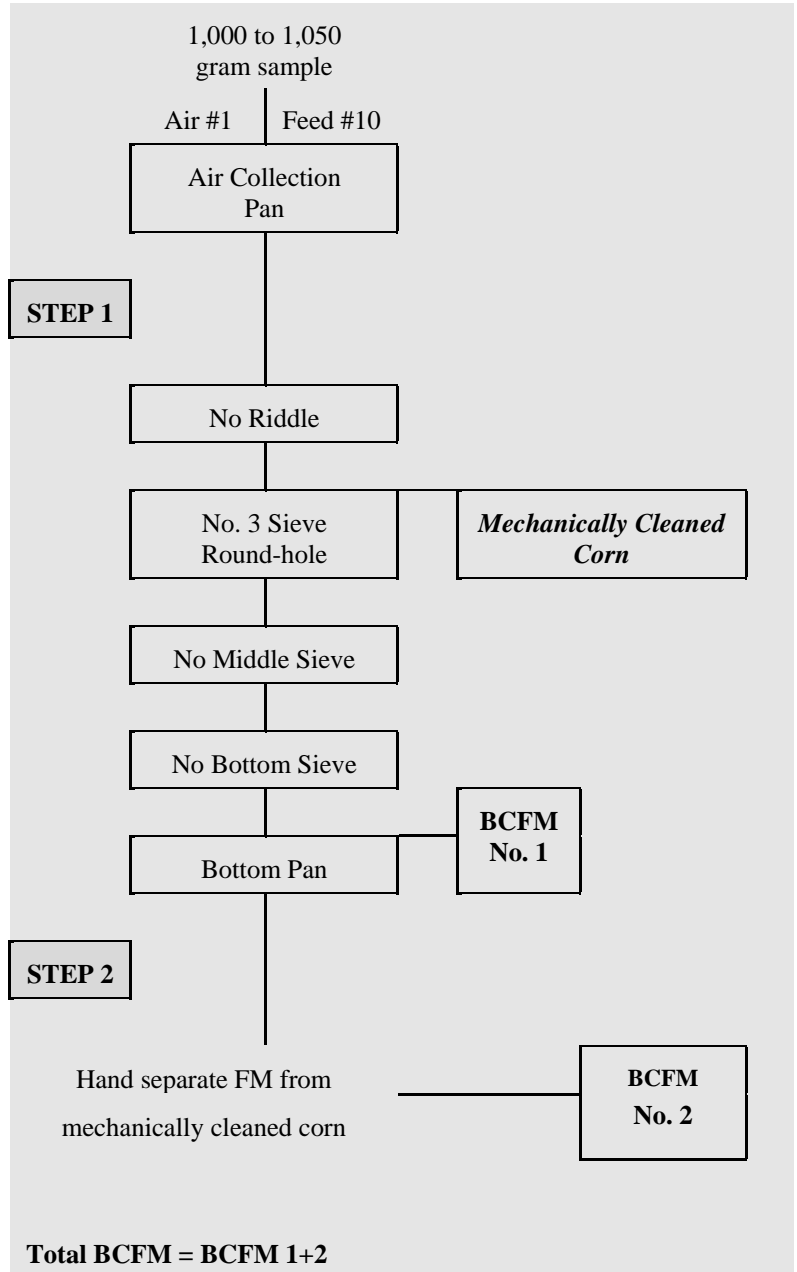 1,000 to 1,050
gram sample
Air #1 Feed #10
Air Collection
Pan
STEP 1
No Riddle
No. 3 Sieve
Round-hole
Mechanically Cleaned
Corn
No Middle Sieve
No Bottom Sieve
BCFM
No. 1
Bottom Pan
STEP 2
Hand separate FM from
mechanically cleaned corn
BCFM
No. 2
Total BCFM = BCFM 1+2